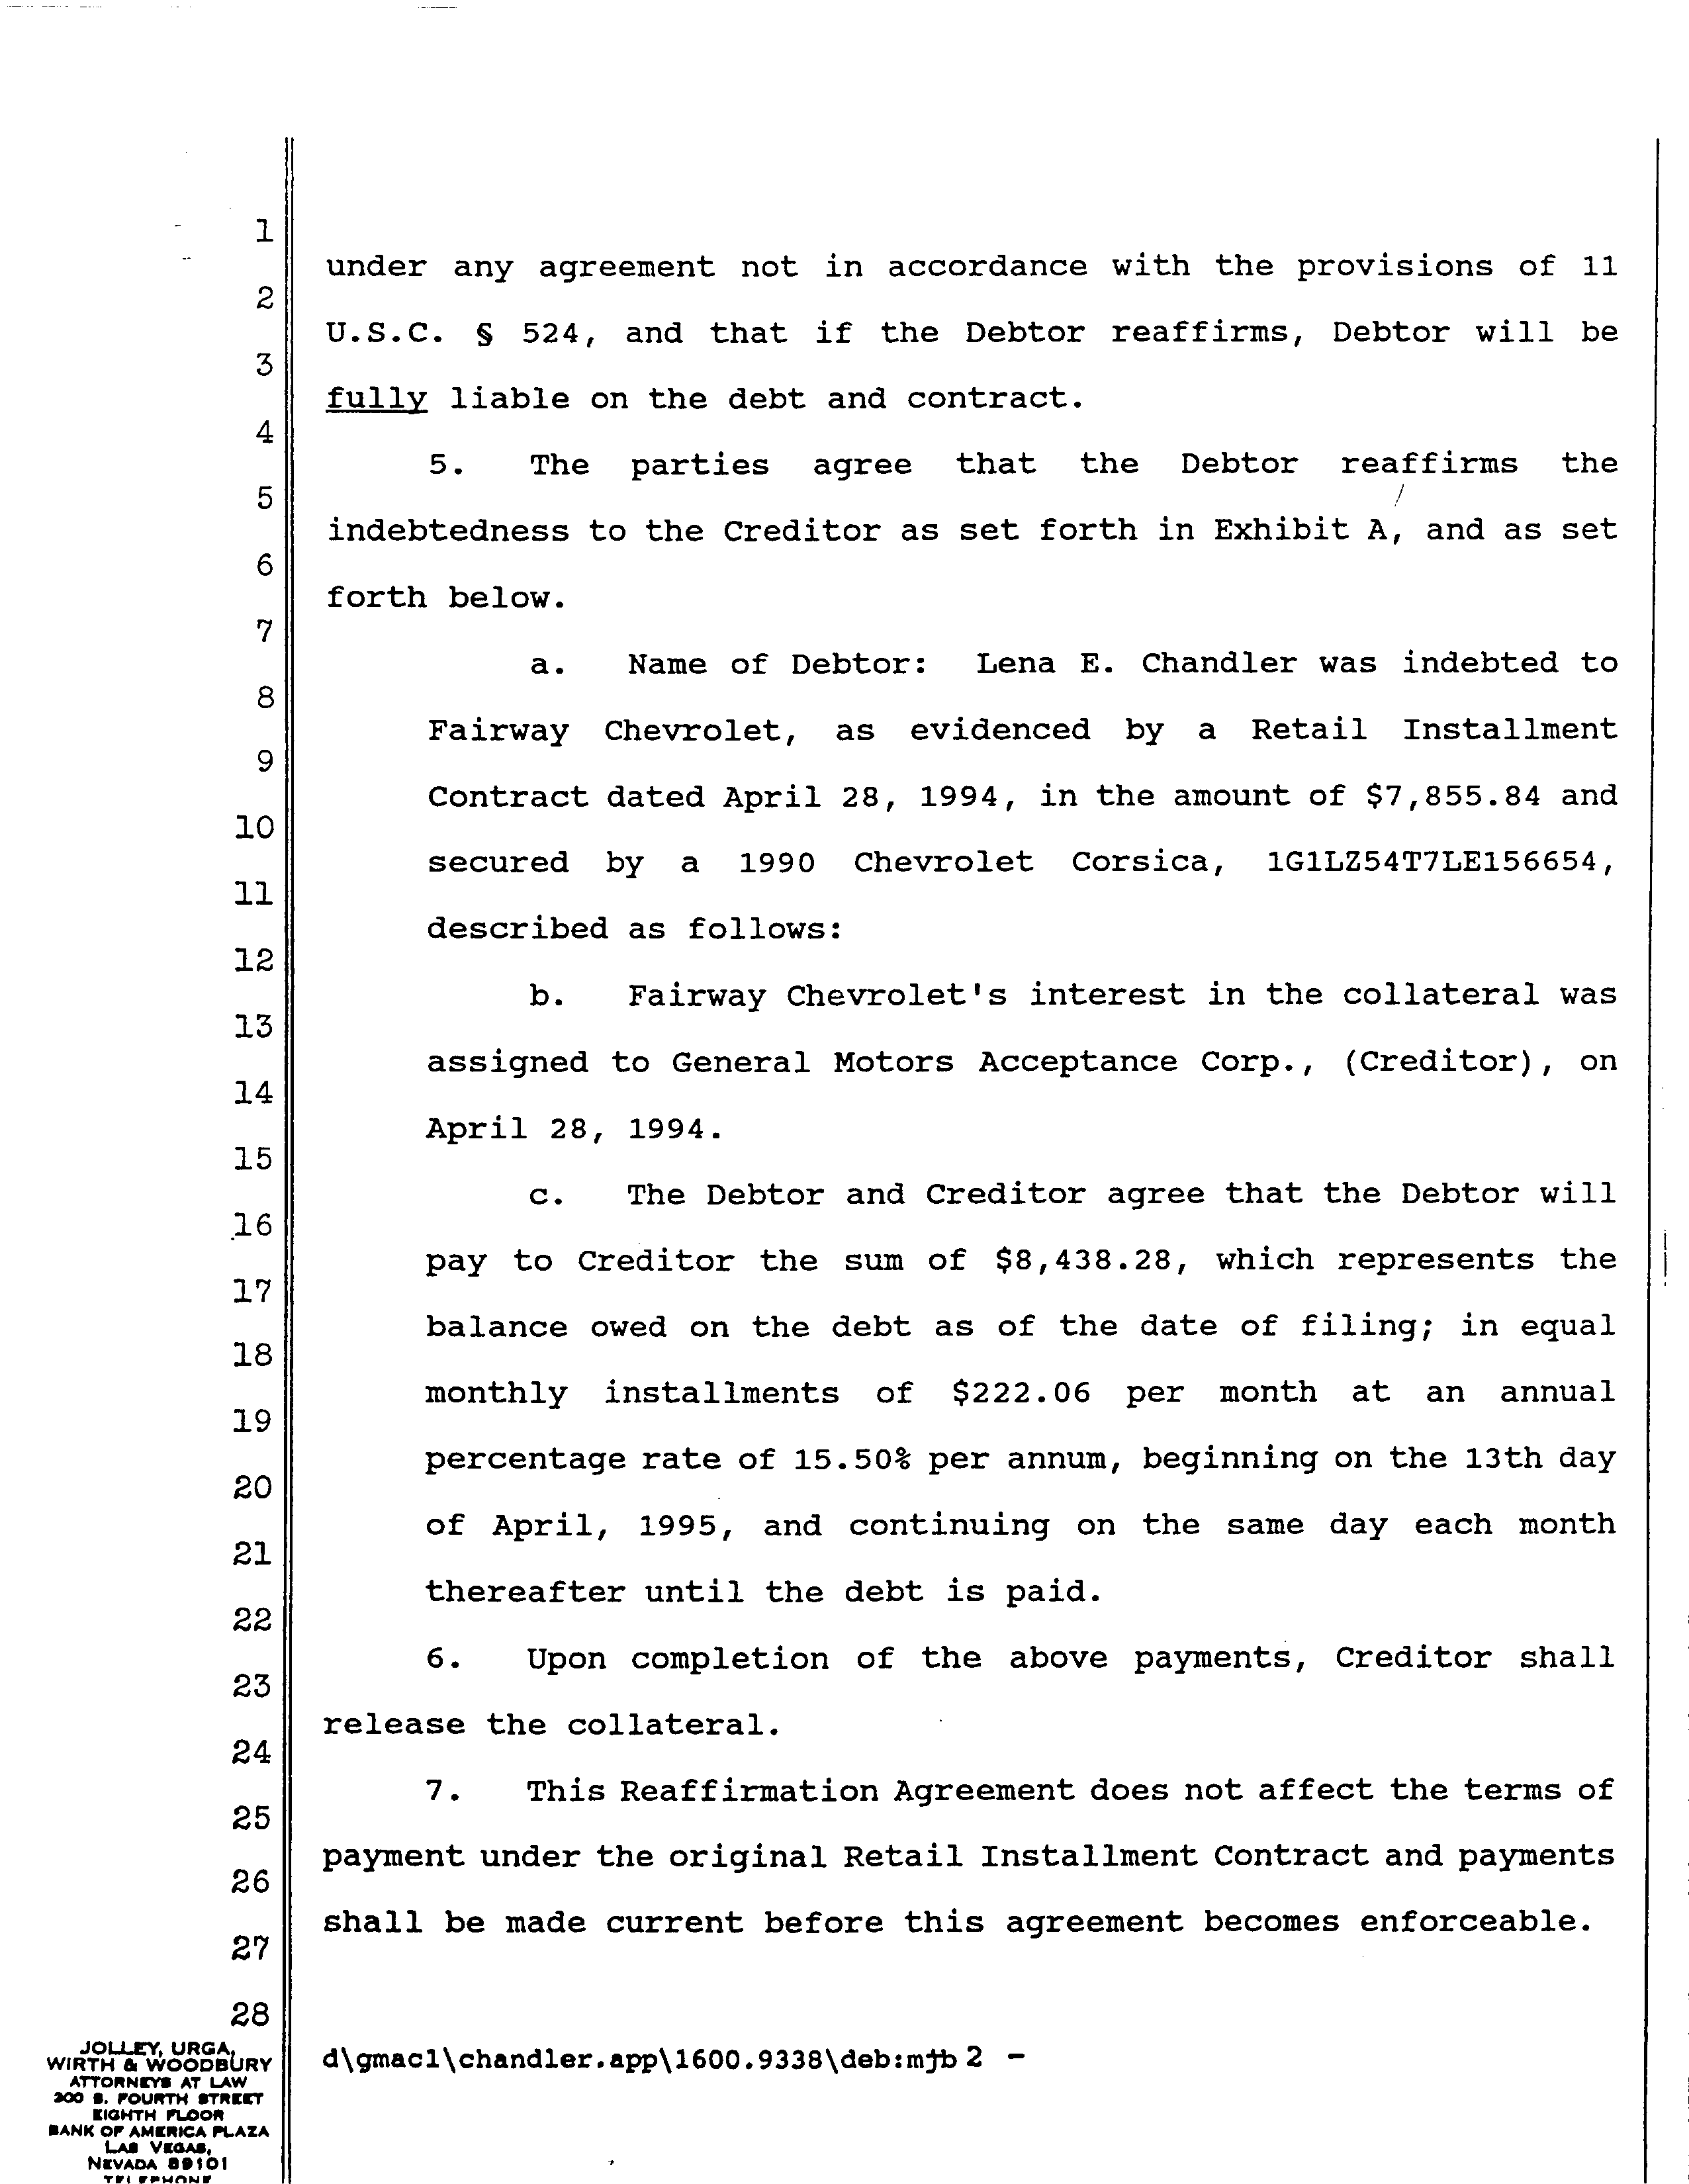 1
under any agreement not in accordance with the provisions of 11
2
U.S.C. § 524, and that if the Debtor reaffirms, Debtor will be
3
fully liable on the debt and contract.
4
5. The parties agree that the Debtor reaffirms the
5
indebtedness to the Creditor as set forth in Exhibit A, and as set
6
forth below.
7
a. Name of Debtor: Lena E. Chandler was indebted to
8
Fairway Chevrolet, as evidenced by a Retail Installment
9
Contract dated April 28, 1994, in the amount of $7,855.84 and
10
secured by a 1990 Chevrolet Corsica, 1G1LZ54T7LE156654,
11
described as follows:
12
b. Fairway Chevrolet's interest in the collateral was
13
assigned to General Motors Acceptance Corp., (Creditor), on
14
April 28, 1994.
15
c. The Debtor and Creditor agree that the Debtor will
16
pay to Creditor the sum of $8,438.28, which represents the
17
balance owed on the debt as of the date of filing; in equal
18
monthly installments of $222.06 per month at an annual
19
percentage rate of 15.50% per annum, beginning on the 13th day
20
of April, 1995, and continuing on the same day each month
21
thereafter until the debt is paid.
22
6. Upon completion of the above payments, Creditor shall
23
release the collateral.
24
7. This Reaffirmation Agreement does not affect the terms of
25
payment under the original Retail Installment Contract and payments
26
shall be made current before this agreement becomes enforceable.
27
28
d\gmacl\chandler.app\1600.9338\deb:mjb 2 -
JOLLEY, URGA,
WIRTH & WOODBURY
ATTORNEYS AT LAW
300 S. FOURTH STREET
EIGHTH FLOOR
BANK OF AMERICA PLAZA
LAS VEGAS,
NEVADA 89101
TELEPHONE